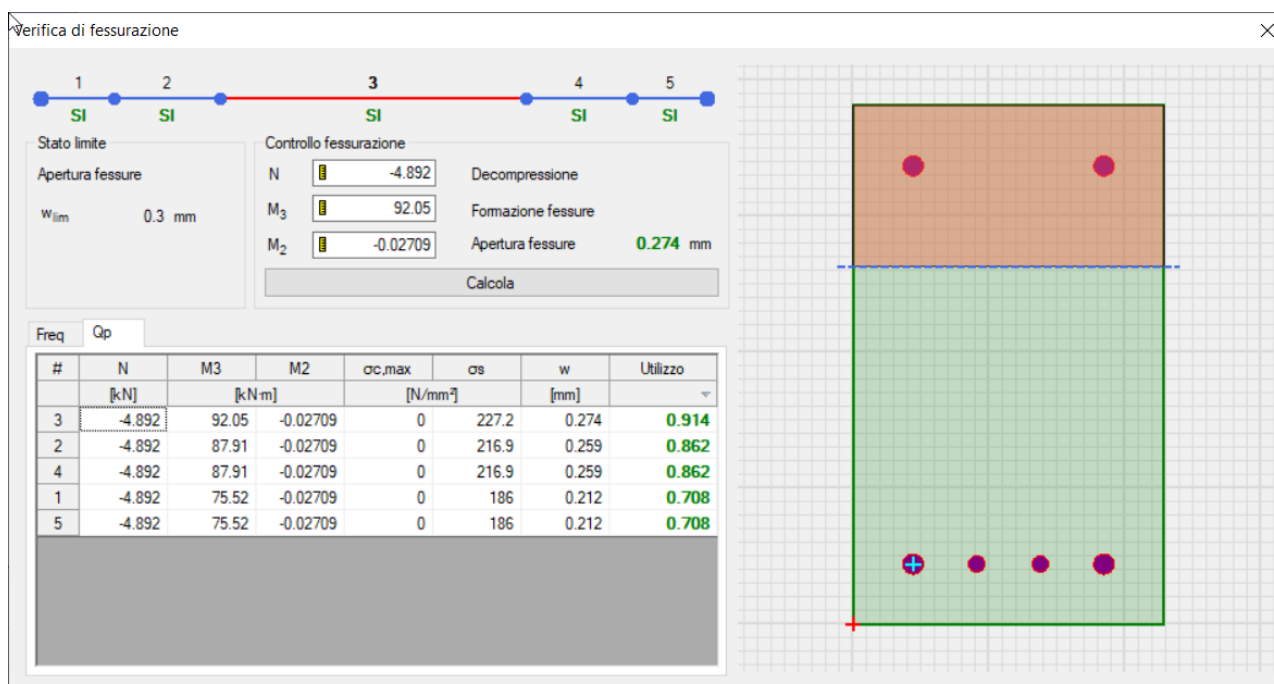 Verifica di fessurazione
1 2 3 4 5
SI SI SI SI SI
Stato limite
Apertura fessure
wlim 0.3 mm
Controllo fessurazione
N -4.892 Decompressione
M3 92.05 Formazione fessure
M2 -0.02709 Apertura fessure 0.274 mm
Calcola
Freq Qp
# N M3 M2 σc,max σs w Utilizzo
[kN] [kN·m] [N/mm²] [mm]
3 -4.892 92.05 -0.02709 0 227.2 0.274 0.914
2 -4.892 87.91 -0.02709 0 216.9 0.259 0.862
4 -4.892 87.91 -0.02709 0 216.9 0.259 0.862
1 -4.892 75.52 -0.02709 0 186 0.212 0.708
5 -4.892 75.52 -0.02709 0 186 0.212 0.708